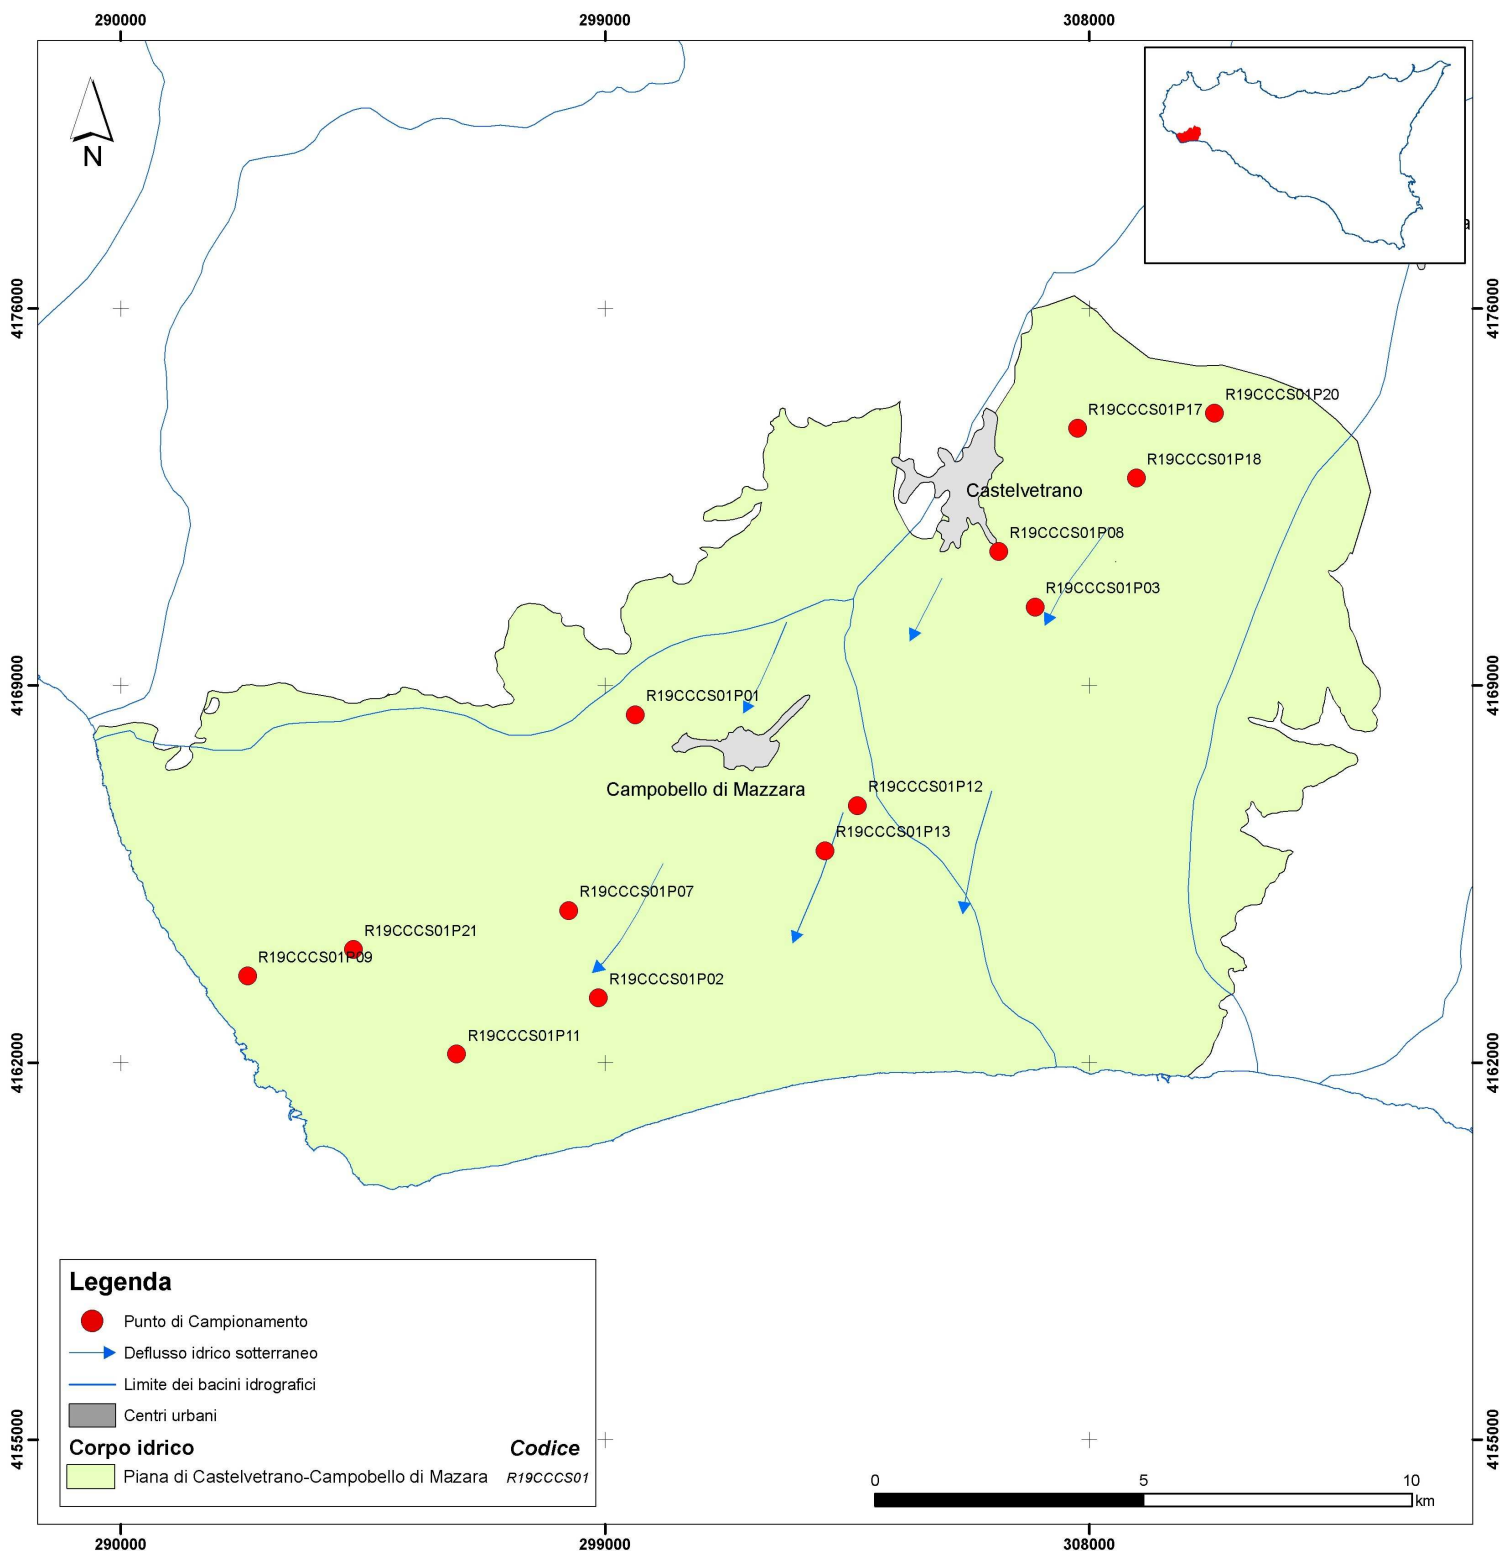 290000 299000 308000
N
a
4176000 4176000
R19CCCS01P20
R19CCCS01P17
R19CCCS01P18
Castelvetrano
R19CCCS01P08
R19CCCS01P03
4169000 4169000
R19CCCS01P01
Campobello di Mazzara
R19CCCS01P12
R19CCCS01P13
R19CCCS01P07
R19CCCS01P21
R19CCCS01P09
R19CCCS01P02
R19CCCS01P11
4162000 4162000
Legenda
Punto di Campionamento
Deflusso idrico sotterraneo
Limite dei bacini idrografici
Centri urbani
Corpo idrico Codice
Piana di Castelvetrano-Campobello di Mazara R19CCCS01
4155000 4155000
0 5 10
km
290000 299000 308000